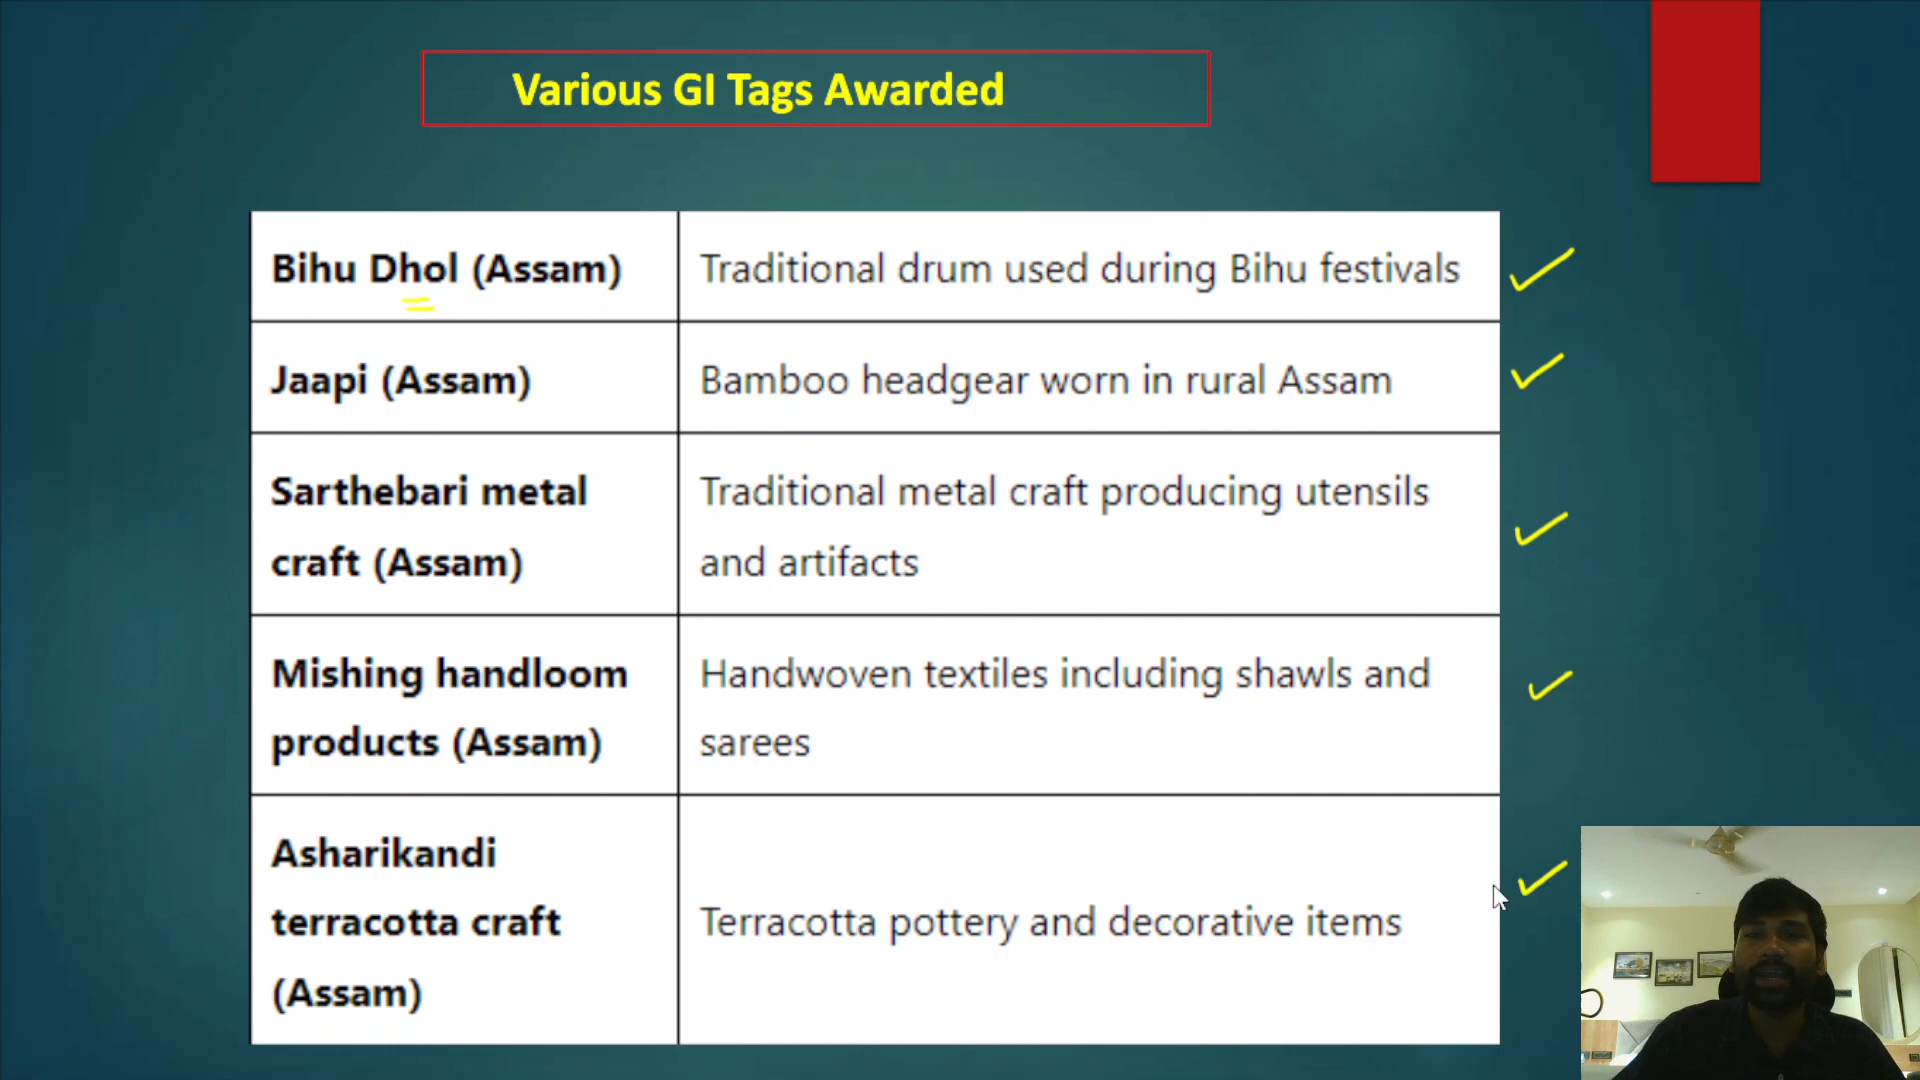 Various GI Tags Awarded
Bihu Dhol (Assam)
Traditional drum used during Bihu festivals
Jaapi (Assam)
Bamboo headgear worn in rural Assam
Sarthebari metal
craft (Assam)
Traditional metal craft producing utensils
and artifacts
Mishing handloom
products (Assam)
Handwoven textiles including shawls and
sarees
Asharikandi
terracotta craft
(Assam)
Terracotta pottery and decorative items